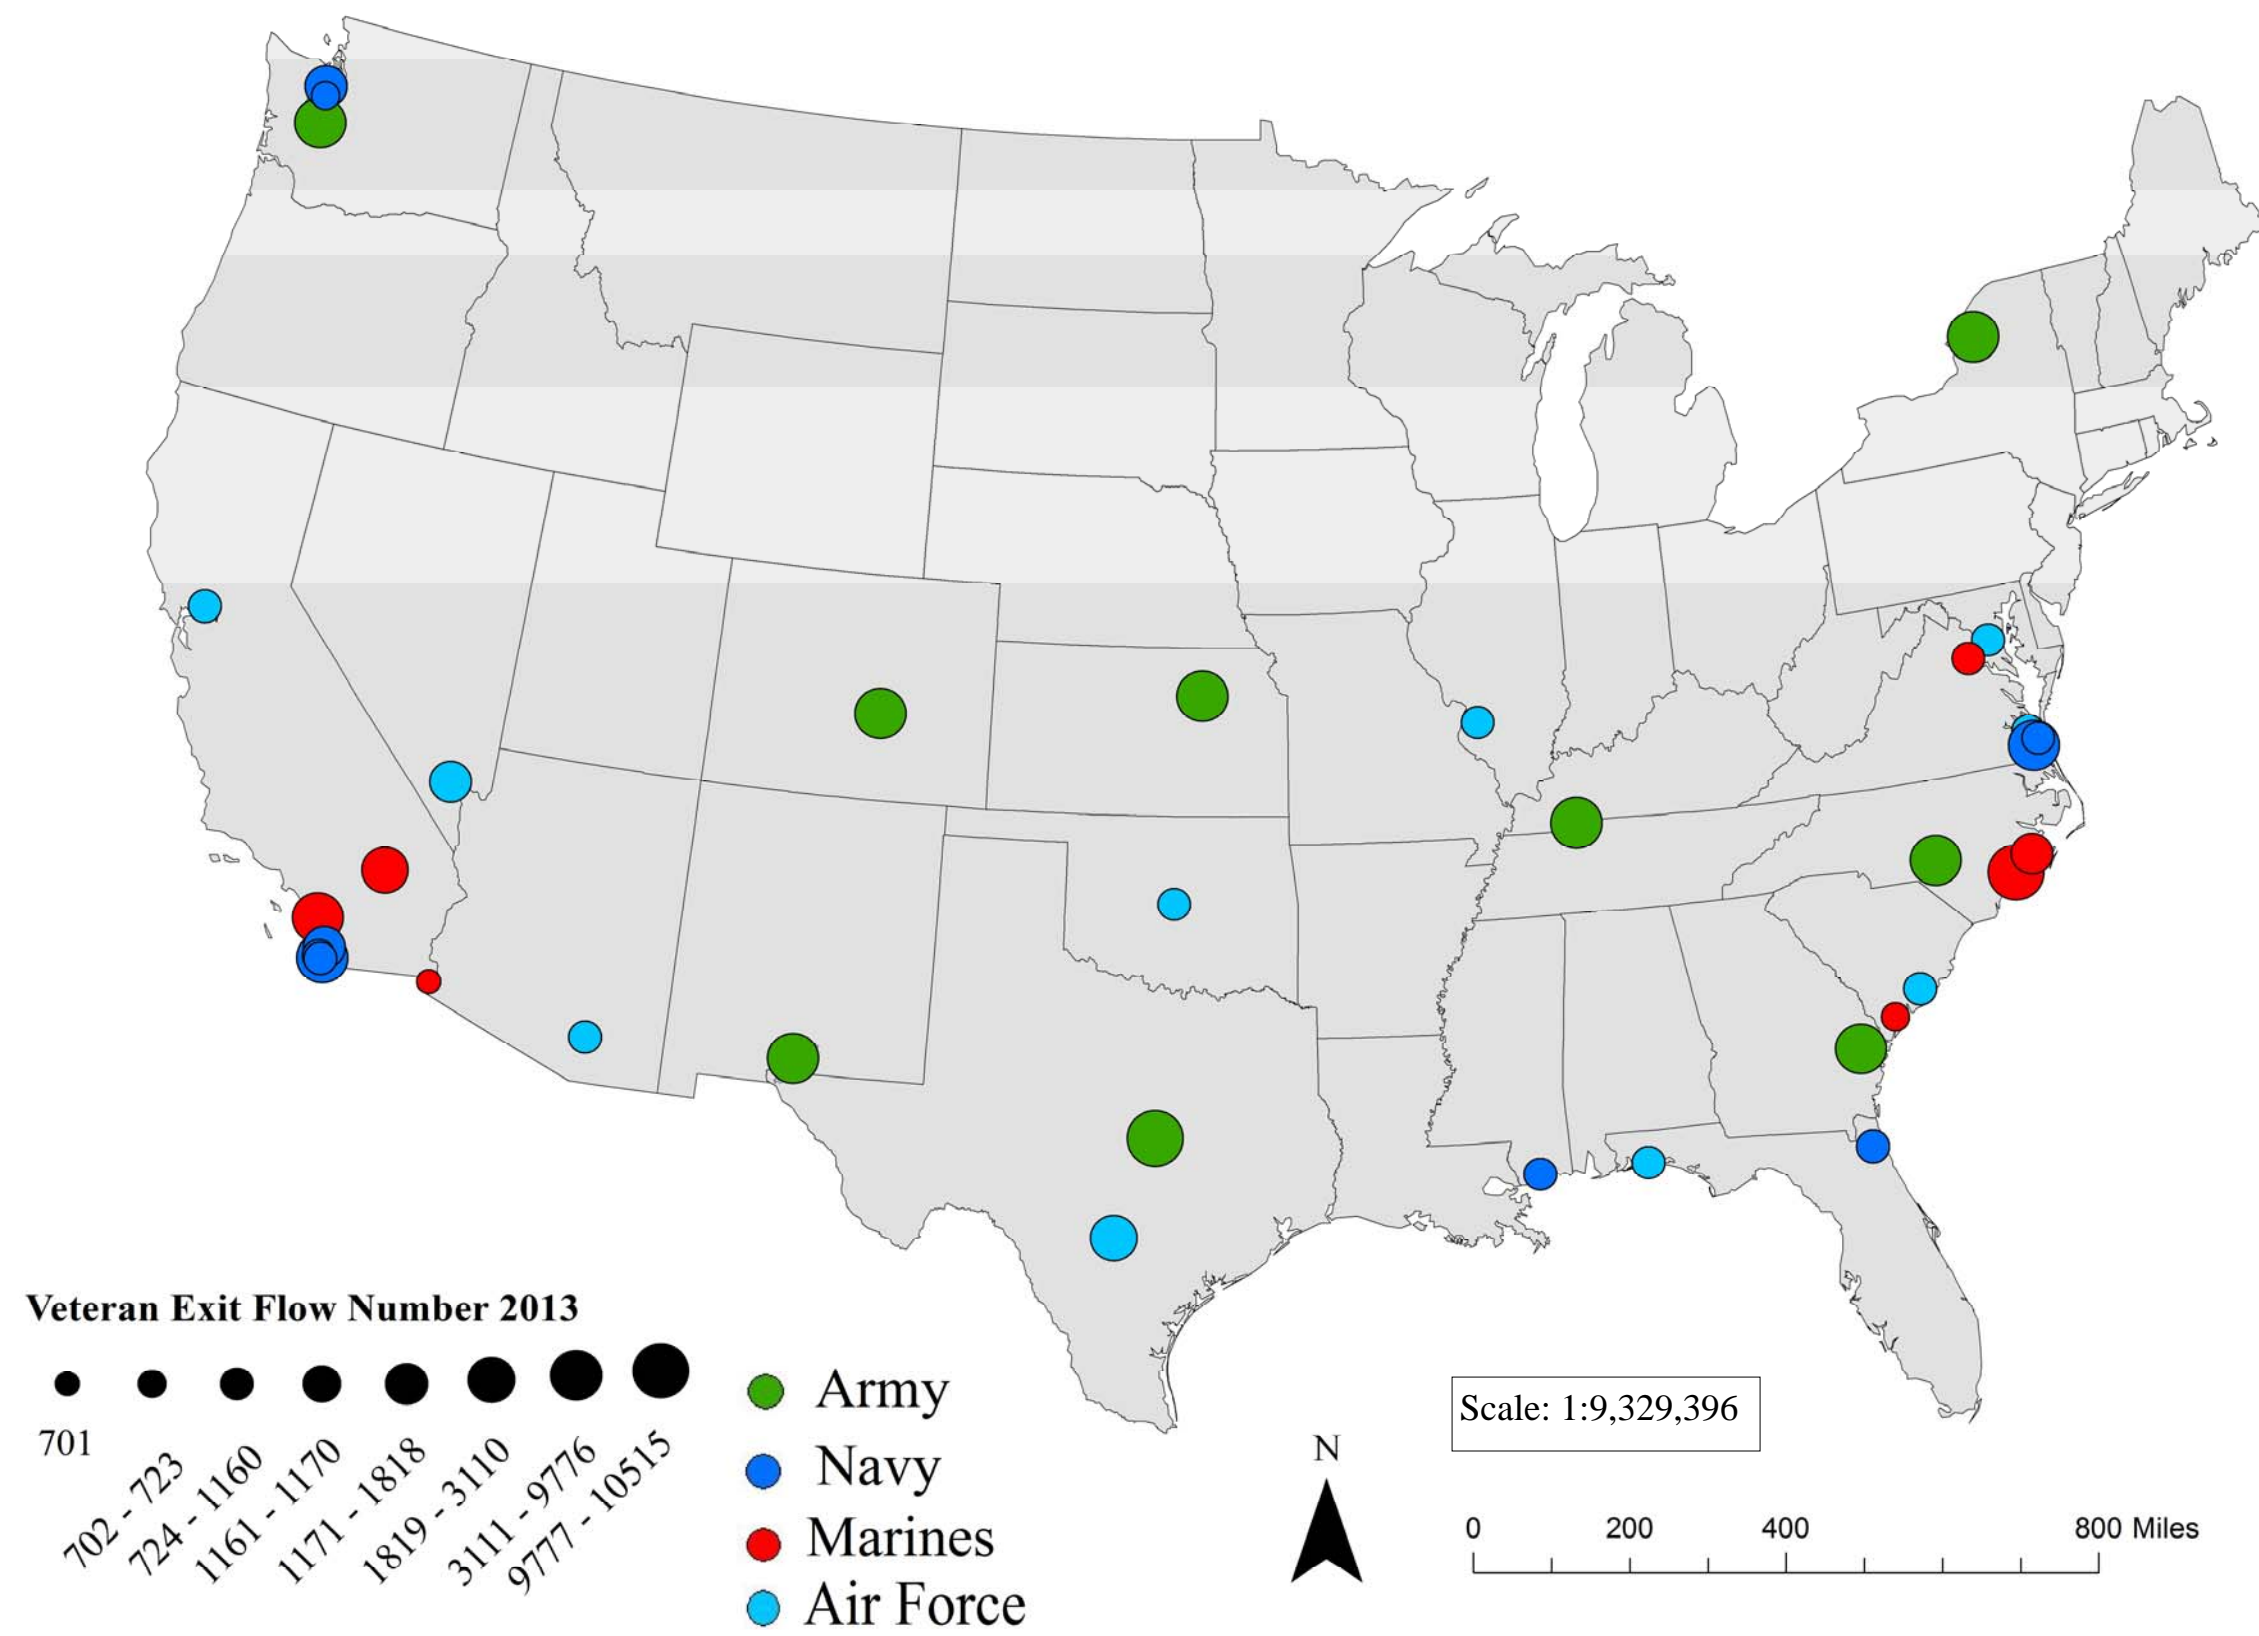 Veteran Exit Flow Number 2013
701
702 - 723
724 - 1160
1161 - 1170
1171 - 1818
1819 - 3110
3111 - 9776
9777 - 10515
Army
Navy
Marines
Air Force
N
Scale: 1:9,329,396
0 200 400 800 Miles